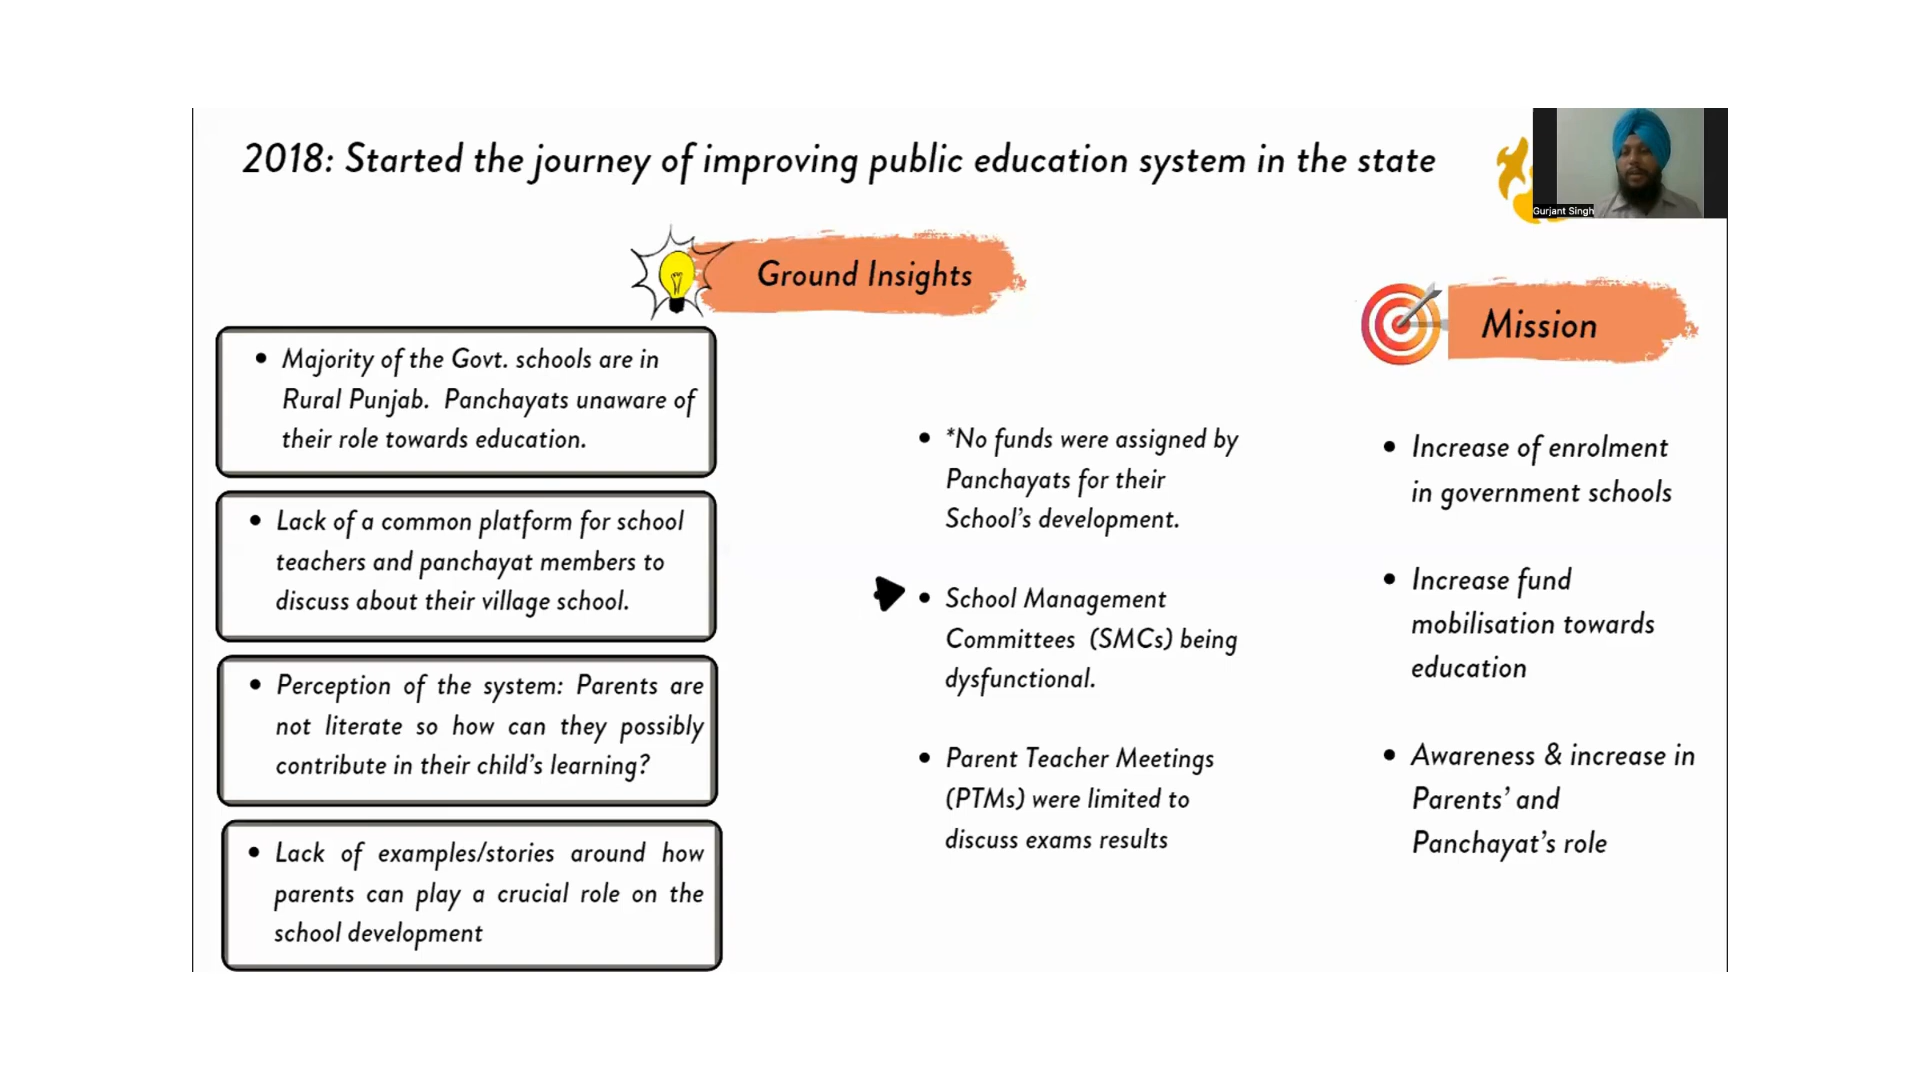 2018: Started the journey of improving public education system in the state
Gurjant Singh
Ground Insights
• Majority of the Govt. schools are in
Rural Punjab. Panchayats unaware of
their role towards education.
• Lack of a common platform for school
teachers and panchayat members to
discuss about their village school.
• Perception of the system: Parents are
not literate so how can they possibly
contribute in their child's learning?
• Lack of examples/stories around how
parents can play a crucial role on the
school development
• *No funds were assigned by
Panchayats for their
School's development.
• School Management
Committees (SMCs) being
dysfunctional.
• Parent Teacher Meetings
(PTMs) were limited to
discuss exams results
Mission
• Increase of enrolment
in government schools
• Increase fund
mobilisation towards
education
• Awareness & increase in
Parents' and
Panchayat's role